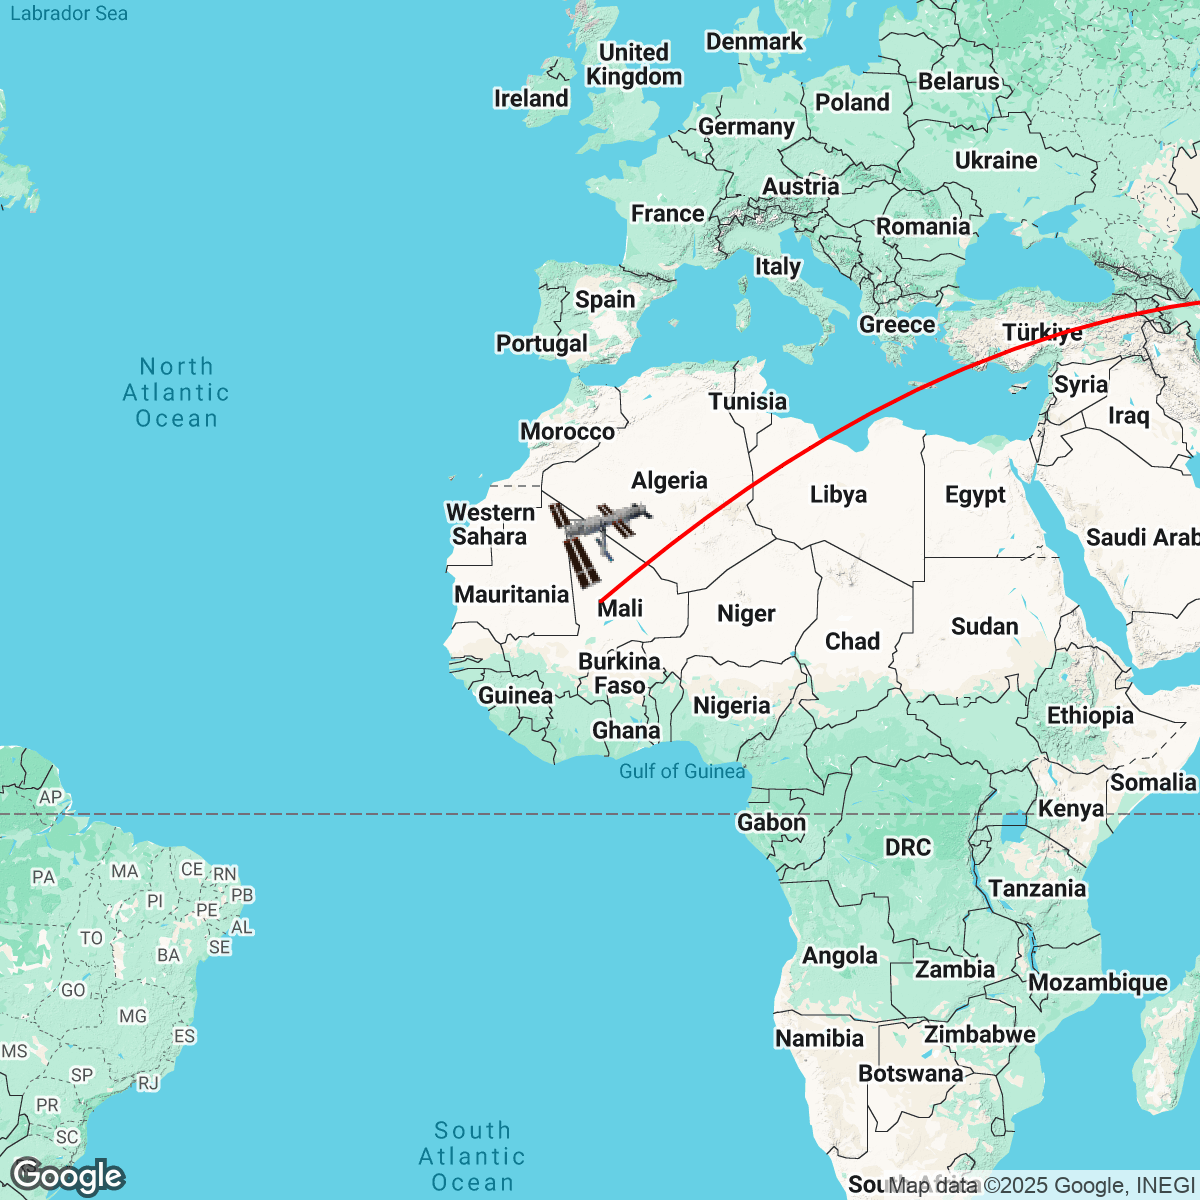 Labrador Sea
Denmark
United
Kingdom
Ireland
Belarus
Poland
Germany
Ukraine
Austria
France
Romania
Italy
Spain
Greece
Türkiye
Portugal
North
Atlantic
Ocean
Syria
Tunisia
Iraq
Morocco
Algeria
Libya
Egypt
Western
Sahara
Saudi Arab
Mauritania
Mali
Niger
Sudan
Chad
Burkina
Faso
Guinea
Nigeria
Ethiopia
Ghana
Gulf of Guinea
Somalia
AP
Kenya
Gabon
DRC
PA
MA
CE
RN
Tanzania
PI
PB
PE
AL
TO
SE
BA
Angola
Zambia
Mozambique
GO
MG
ES
Namibia
Zimbabwe
MS
SP
RJ
Botswana
PR
SC
South
Atlantic
Ocean
Google
Map data ©2025 Google, INEGI